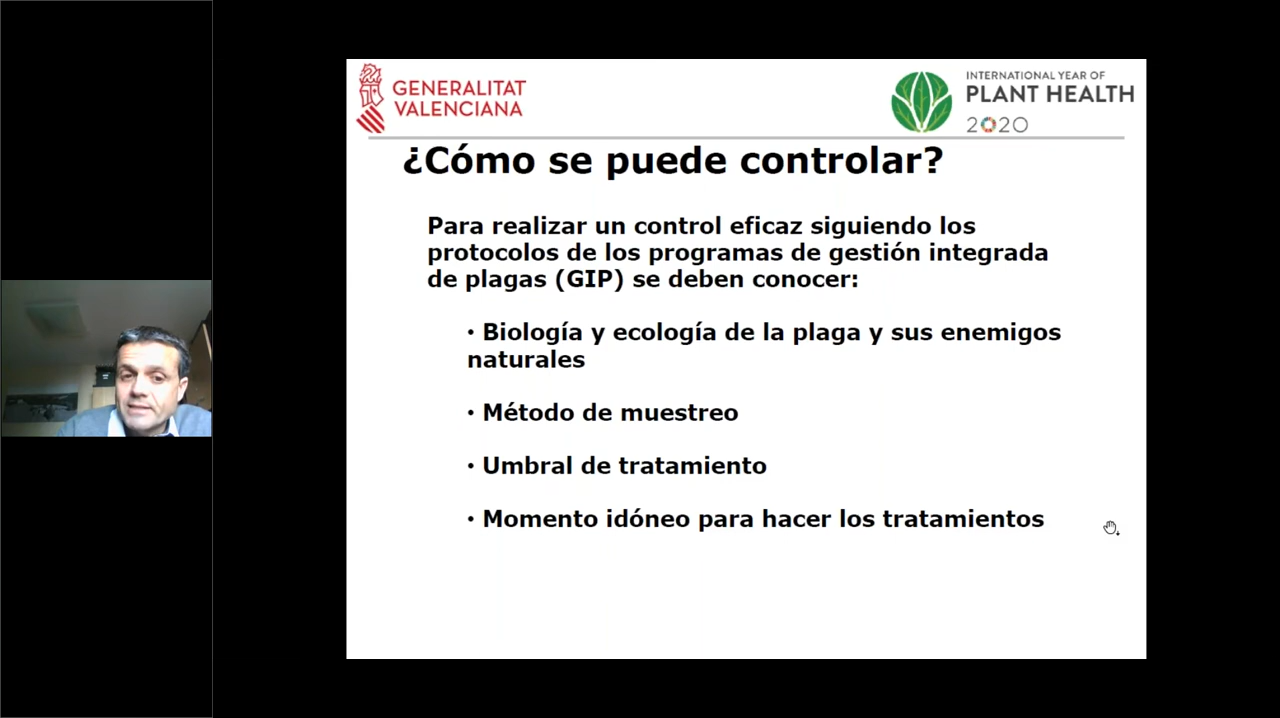 GENERALITAT
VALENCIANA
INTERNATIONAL YEAR OF
PLANT HEALTH
2020
¿Cómo se puede controlar?
Para realizar un control eficaz siguiendo los
protocolos de los programas de gestión integrada
de plagas (GIP) se deben conocer:
• Biología y ecología de la plaga y sus enemigos
naturales
• Método de muestreo
• Umbral de tratamiento
• Momento idóneo para hacer los tratamientos